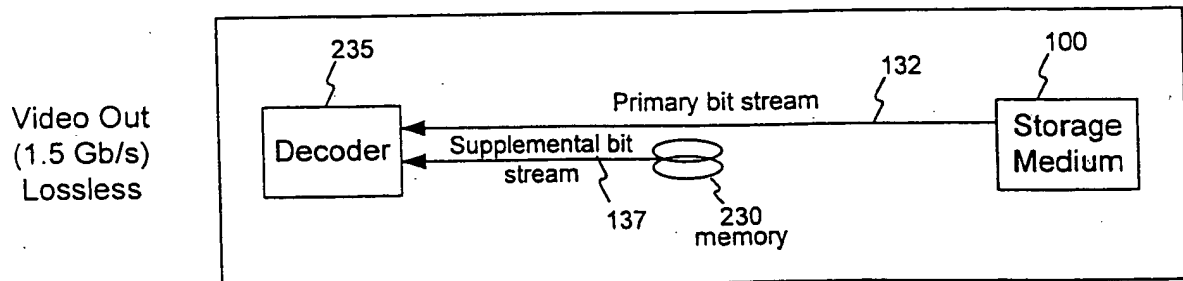 235
132
100
Video Out
(1.5 Gb/s)
Lossless
Decoder
Primary bit stream
Supplemental bit
stream
Storage
Medium
137
230
memory